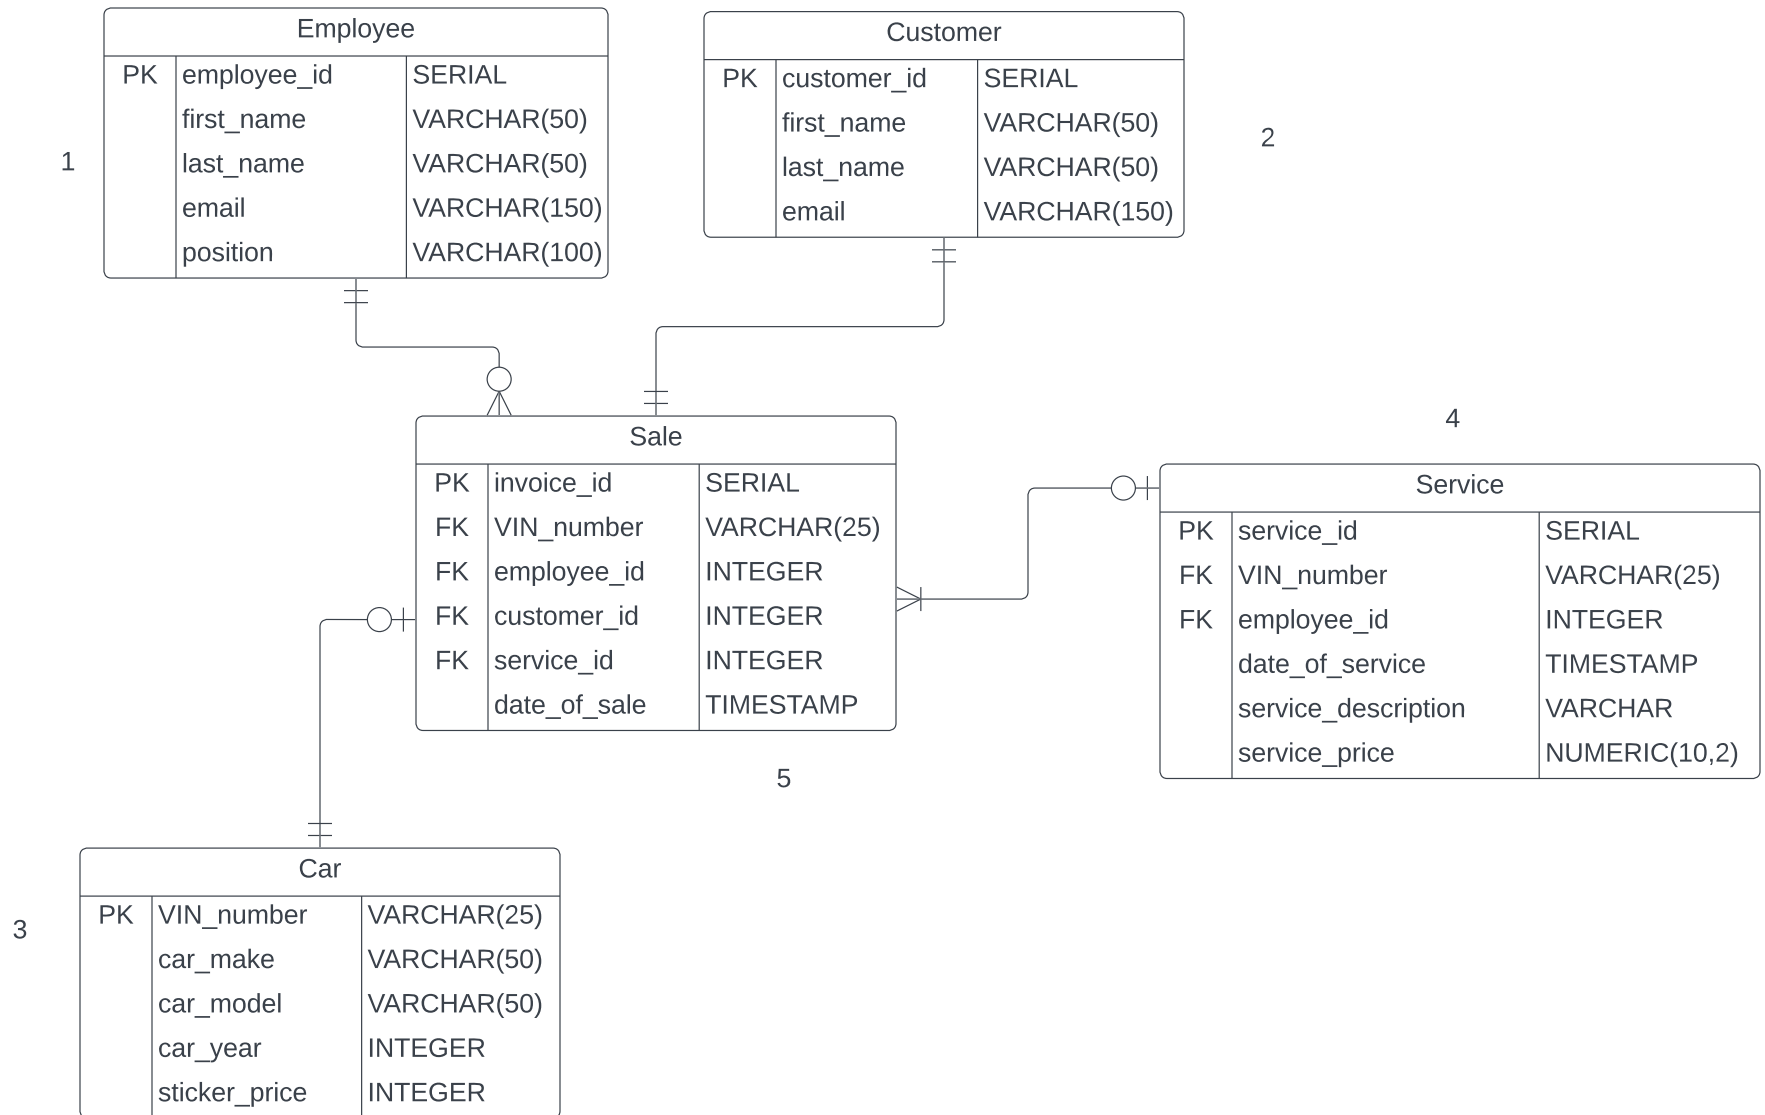 Employee
PK employee_id SERIAL
first_name VARCHAR(50)
last_name VARCHAR(50)
email VARCHAR(150)
position VARCHAR(100)
1
Customer
PK customer_id SERIAL
first_name VARCHAR(50)
last_name VARCHAR(50)
email VARCHAR(150)
2
Sale
PK invoice_id SERIAL
FK VIN_number VARCHAR(25)
FK employee_id INTEGER
FK customer_id INTEGER
FK service_id INTEGER
date_of_sale TIMESTAMP
5
4
Service
PK service_id SERIAL
FK VIN_number VARCHAR(25)
FK employee_id INTEGER
date_of_service TIMESTAMP
service_description VARCHAR
service_price NUMERIC(10,2)
3
Car
PK VIN_number VARCHAR(25)
car_make VARCHAR(50)
car_model VARCHAR(50)
car_year INTEGER
sticker_price INTEGER